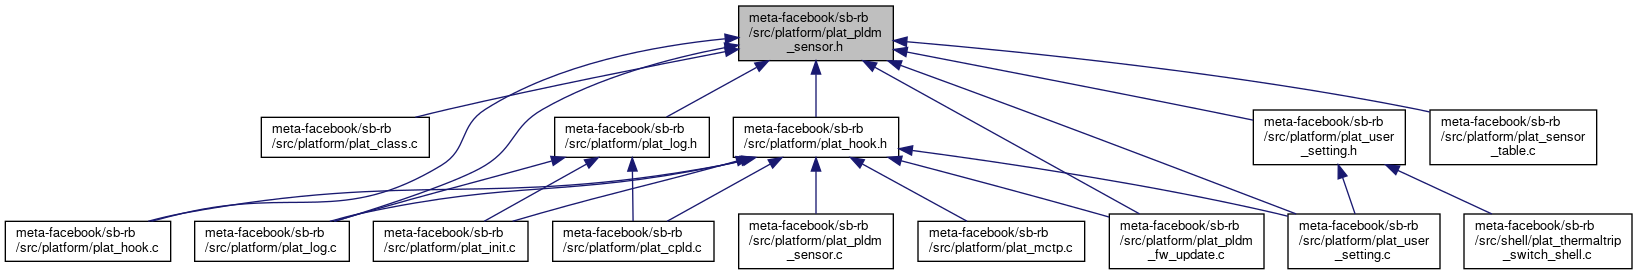 meta-facebook/sb-rb
/src/platform/plat_pldm
_sensor.h
meta-facebook/sb-rb
/src/platform/plat_class.c
meta-facebook/sb-rb
/src/platform/plat_log.h
meta-facebook/sb-rb
/src/platform/plat_hook.h
meta-facebook/sb-rb
/src/platform/plat_user
_setting.h
meta-facebook/sb-rb
/src/platform/plat_sensor
_table.c
meta-facebook/sb-rb
/src/platform/plat_hook.c
meta-facebook/sb-rb
/src/platform/plat_log.c
meta-facebook/sb-rb
/src/platform/plat_init.c
meta-facebook/sb-rb
/src/platform/plat_cpld.c
meta-facebook/sb-rb
/src/platform/plat_pldm
_sensor.c
meta-facebook/sb-rb
/src/platform/plat_mctp.c
meta-facebook/sb-rb
/src/platform/plat_pldm
_fw_update.c
meta-facebook/sb-rb
/src/platform/plat_user
_setting.c
meta-facebook/sb-rb
/src/shell/plat_thermaltrip
_switch_shell.c